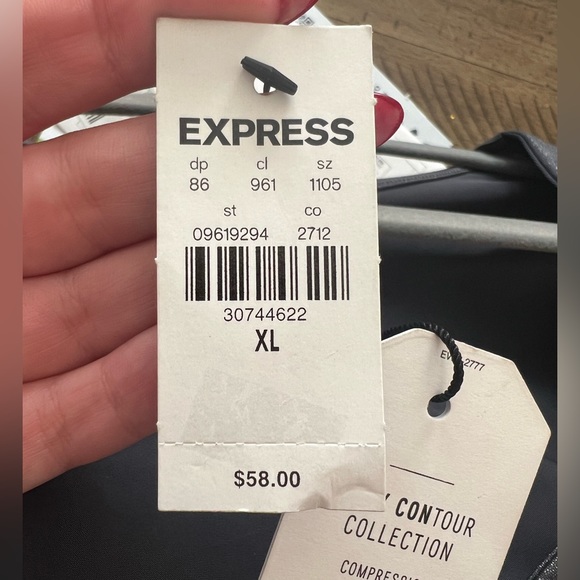 EXPRESS
dp cl sz
86 961 1105
st co
09619294 2712
30744622
XL
$58.00
CONTOUR
COLLECTION